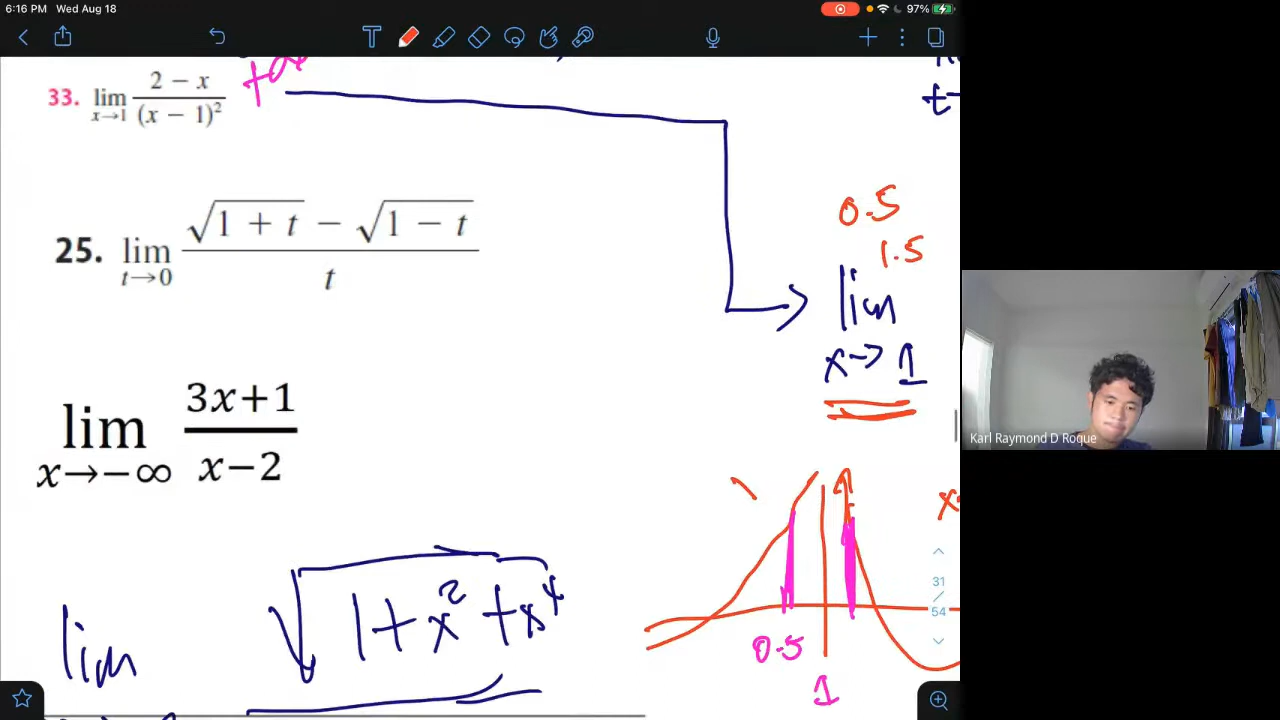 6:16 PM Wed Aug 18
97%
T
+∞
33. lim x→1 2 − x / (x − 1)²
t
25. lim t→0 √1 + t − √1 − t / t
0.5
1.5
lim
x → 1
lim x→−∞ 3x+1 / x−2
Karl Raymond D Roque
x
31
/
54
lim √1 + x² + x⁴
0.5
1